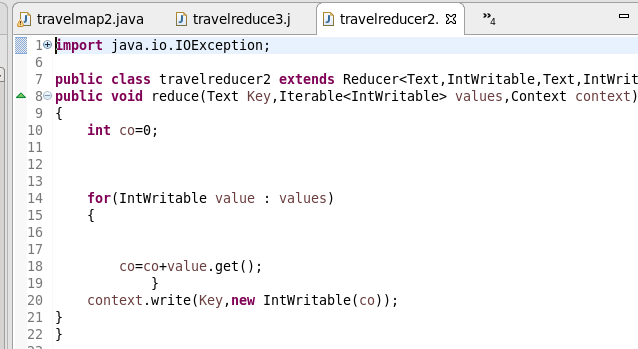 travelmap2.java travelreduce3.j travelreducer2. »4
1 import java.io.IOException;
6
7 public class travelreducer2 extends Reducer<Text,IntWritable,Text,IntWrit
8 public void reduce(Text Key,Iterable<IntWritable> values,Context context)
9 {
10 int co=0;
11
12
13
14 for(IntWritable value : values)
15 {
16
17
18 co=co+value.get();
19 }
20 context.write(Key,new IntWritable(co));
21 }
22 }